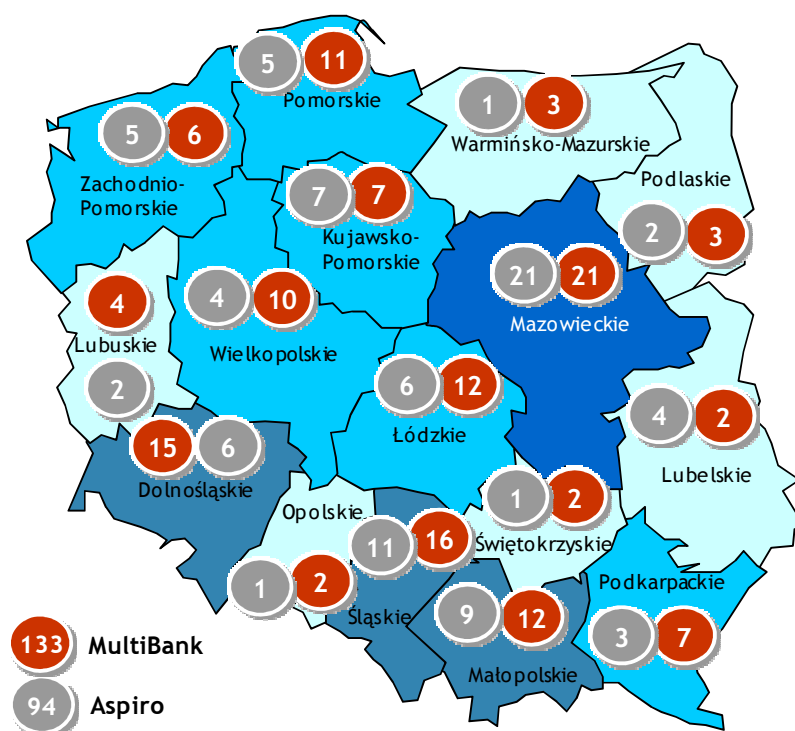 5 11
Pomorskie
1 3
Warmińsko-Mazurskie
5 6
Zachodnio-
Pomorskie
7 7
Kujawsko-
Pomorskie
Podlaskie
2 3
21 21
Mazowieckie
4
Lubuskie
2
4 10
Wielkopolskie
6 12
Łódzkie
4 2
Lubelskie
15 6
Dolnośląskie
Opolskie
1 2
11 16
Śląskie
1 2
Świętokrzyskie
9 12
Małopolskie
Podkarpackie
3 7
133 MultiBank
94 Aspiro